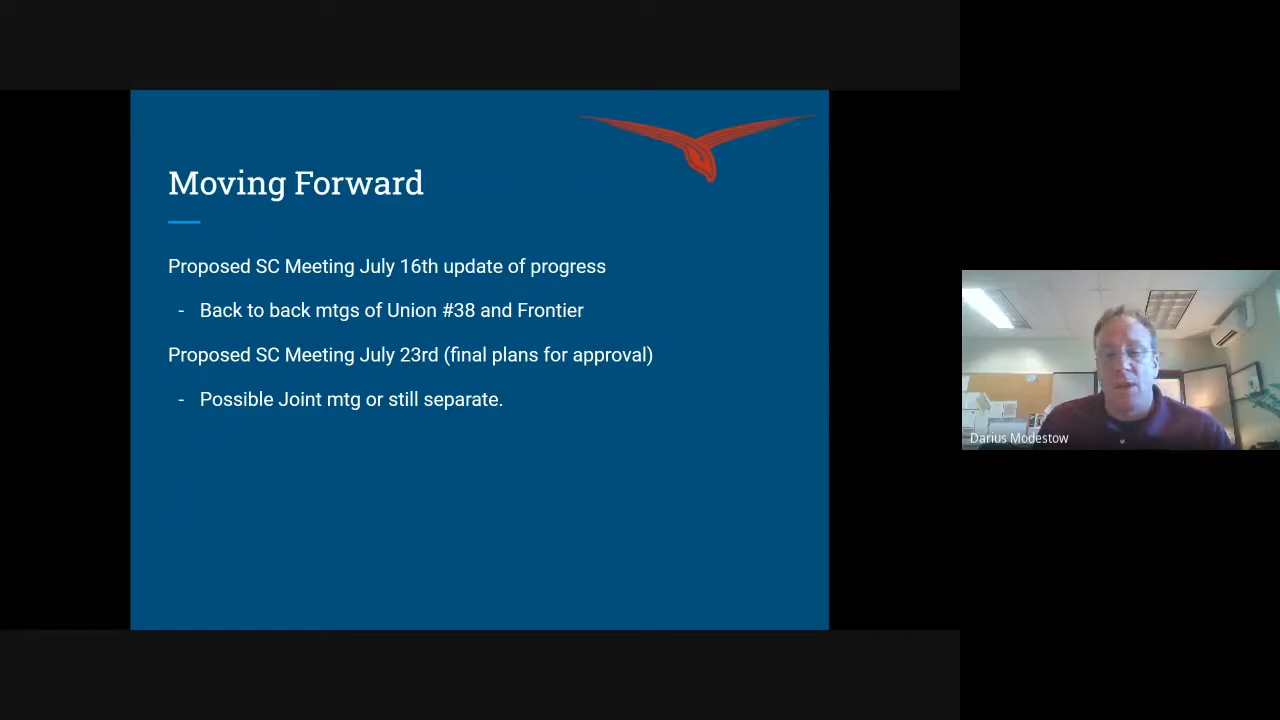 Moving Forward
Proposed SC Meeting July 16th update of progress
- Back to back mtgs of Union #38 and Frontier
Proposed SC Meeting July 23rd (final plans for approval)
- Possible Joint mtg or still separate.
Darius Modestow